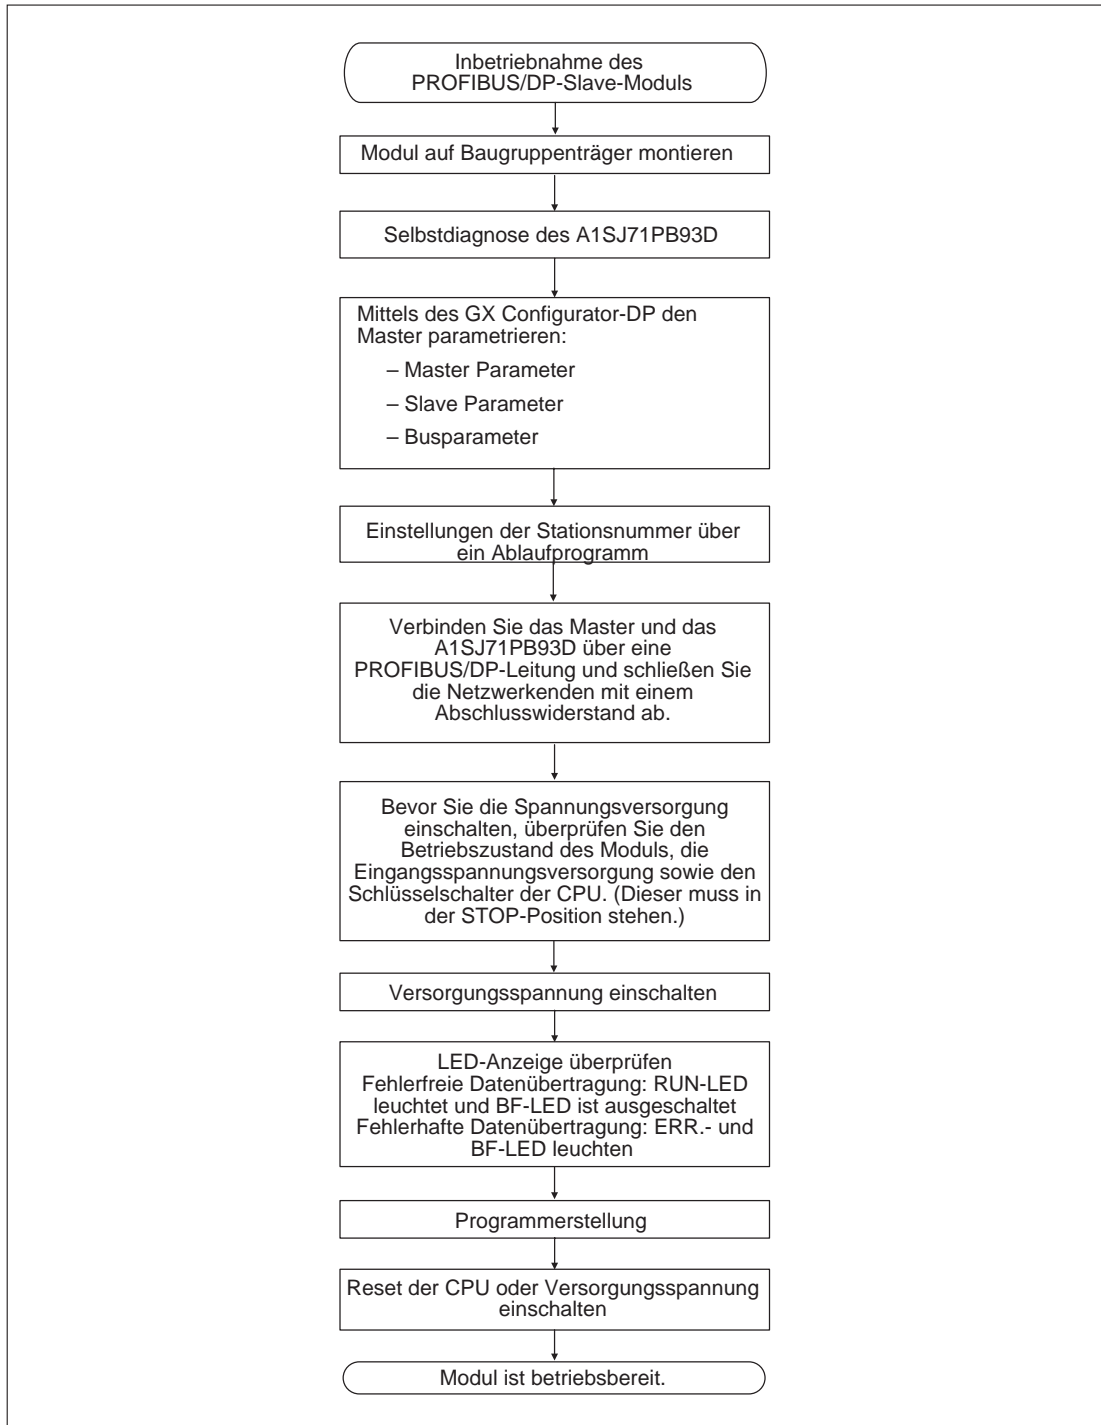 Inbetriebnahme des
PROFIBUS/DP-Slave-Moduls
Modul auf Baugruppenträger montieren
Selbstdiagnose des A1SJ71PB93D
Mittels des GX Configurator-DP den
Master parametrieren:
– Master Parameter
– Slave Parameter
– Busparameter
Einstellungen der Stationsnummer über
ein Ablaufprogramm
Verbinden Sie das Master und das
A1SJ71PB93D über eine
PROFIBUS/DP-Leitung und schließen Sie
die Netzwerkenden mit einem
Abschlusswiderstand ab.
Bevor Sie die Spannungsversorgung
einschalten, überprüfen Sie den
Betriebszustand des Moduls, die
Eingangsspannungsversorgung sowie den
Schlüsselschalter der CPU. (Dieser muss in
der STOP-Position stehen.)
Versorgungsspannung einschalten
LED-Anzeige überprüfen
Fehlerfreie Datenübertragung: RUN-LED
leuchtet und BF-LED ist ausgeschaltet
Fehlerhafte Datenübertragung: ERR.- und
BF-LED leuchten
Programmerstellung
Reset der CPU oder Versorgungsspannung
einschalten
Modul ist betriebsbereit.